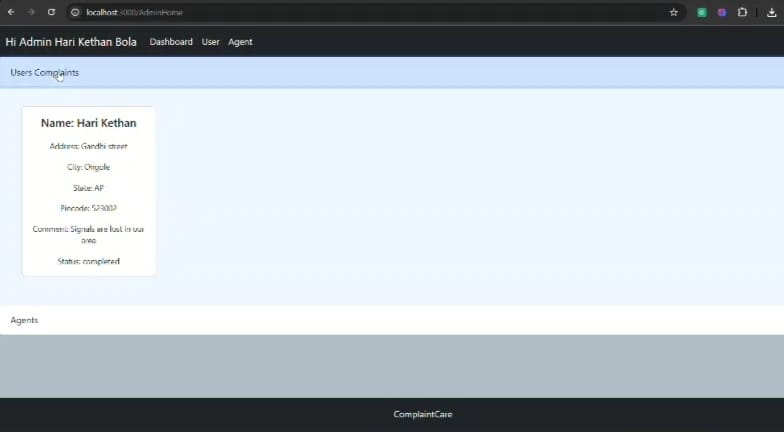 localhost:3000/AdminHome
Hi Admin Hari Kethan Bola Dashboard User Agent
Users Complaints
Name: Hari Kethan
Address: Gandhi street
City: Ongole
State: AP
Pincode: 523002
Comment: Signals are lost in our
area
Status: completed
Agents
ComplaintCare